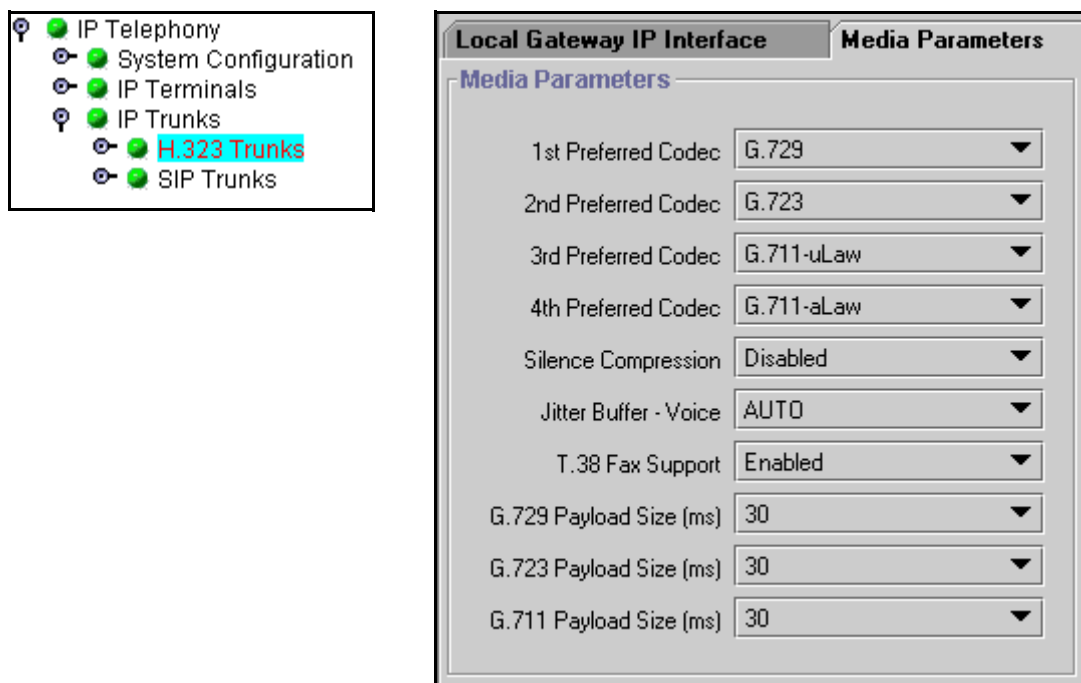 IP Telephony
System Configuration
IP Terminals
IP Trunks
H.323 Trunks
SIP Trunks
Local Gateway IP Interface
Media Parameters
Media Parameters
1st Preferred Codec G.729
2nd Preferred Codec G.723
3rd Preferred Codec G.711-uLaw
4th Preferred Codec G.711-aLaw
Silence Compression Disabled
Jitter Buffer - Voice AUTO
T.38 Fax Support Enabled
G.729 Payload Size (ms) 30
G.723 Payload Size (ms) 30
G.711 Payload Size (ms) 30